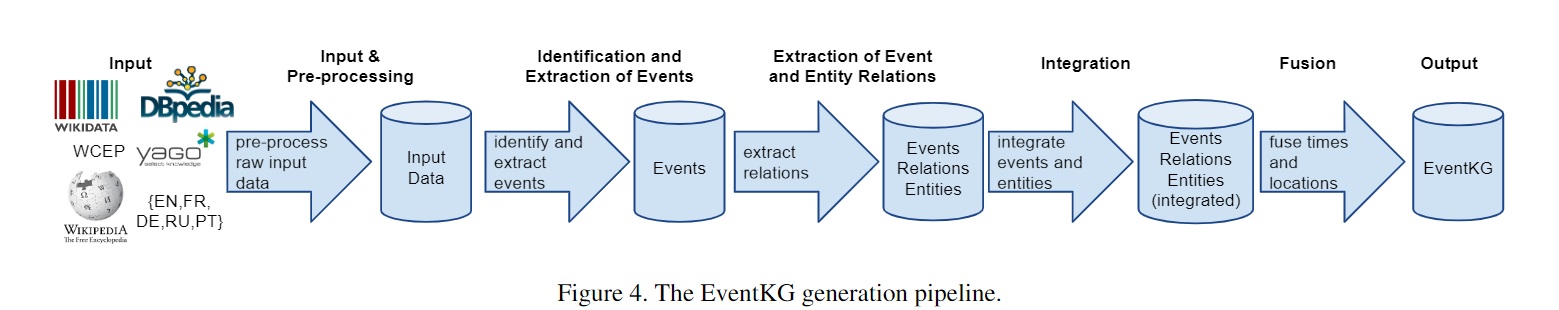 Input
WIKIDATA
DBpedia
WCEP
yago
select knowledge
WIKIPEDIA
The Free Encyclopedia
{EN,FR,
DE,RU,PT}
Input &
Pre-processing
pre-process
raw input
data
Input
Data
Identification and
Extraction of Events
identify and
extract
events
Events
Extraction of Event
and Entity Relations
extract
relations
Events
Relations
Entities
Integration
integrate
events and
entities
Events
Relations
Entities
(integrated)
Fusion
fuse times
and
locations
Output
EventKG
Figure 4. The EventKG generation pipeline.